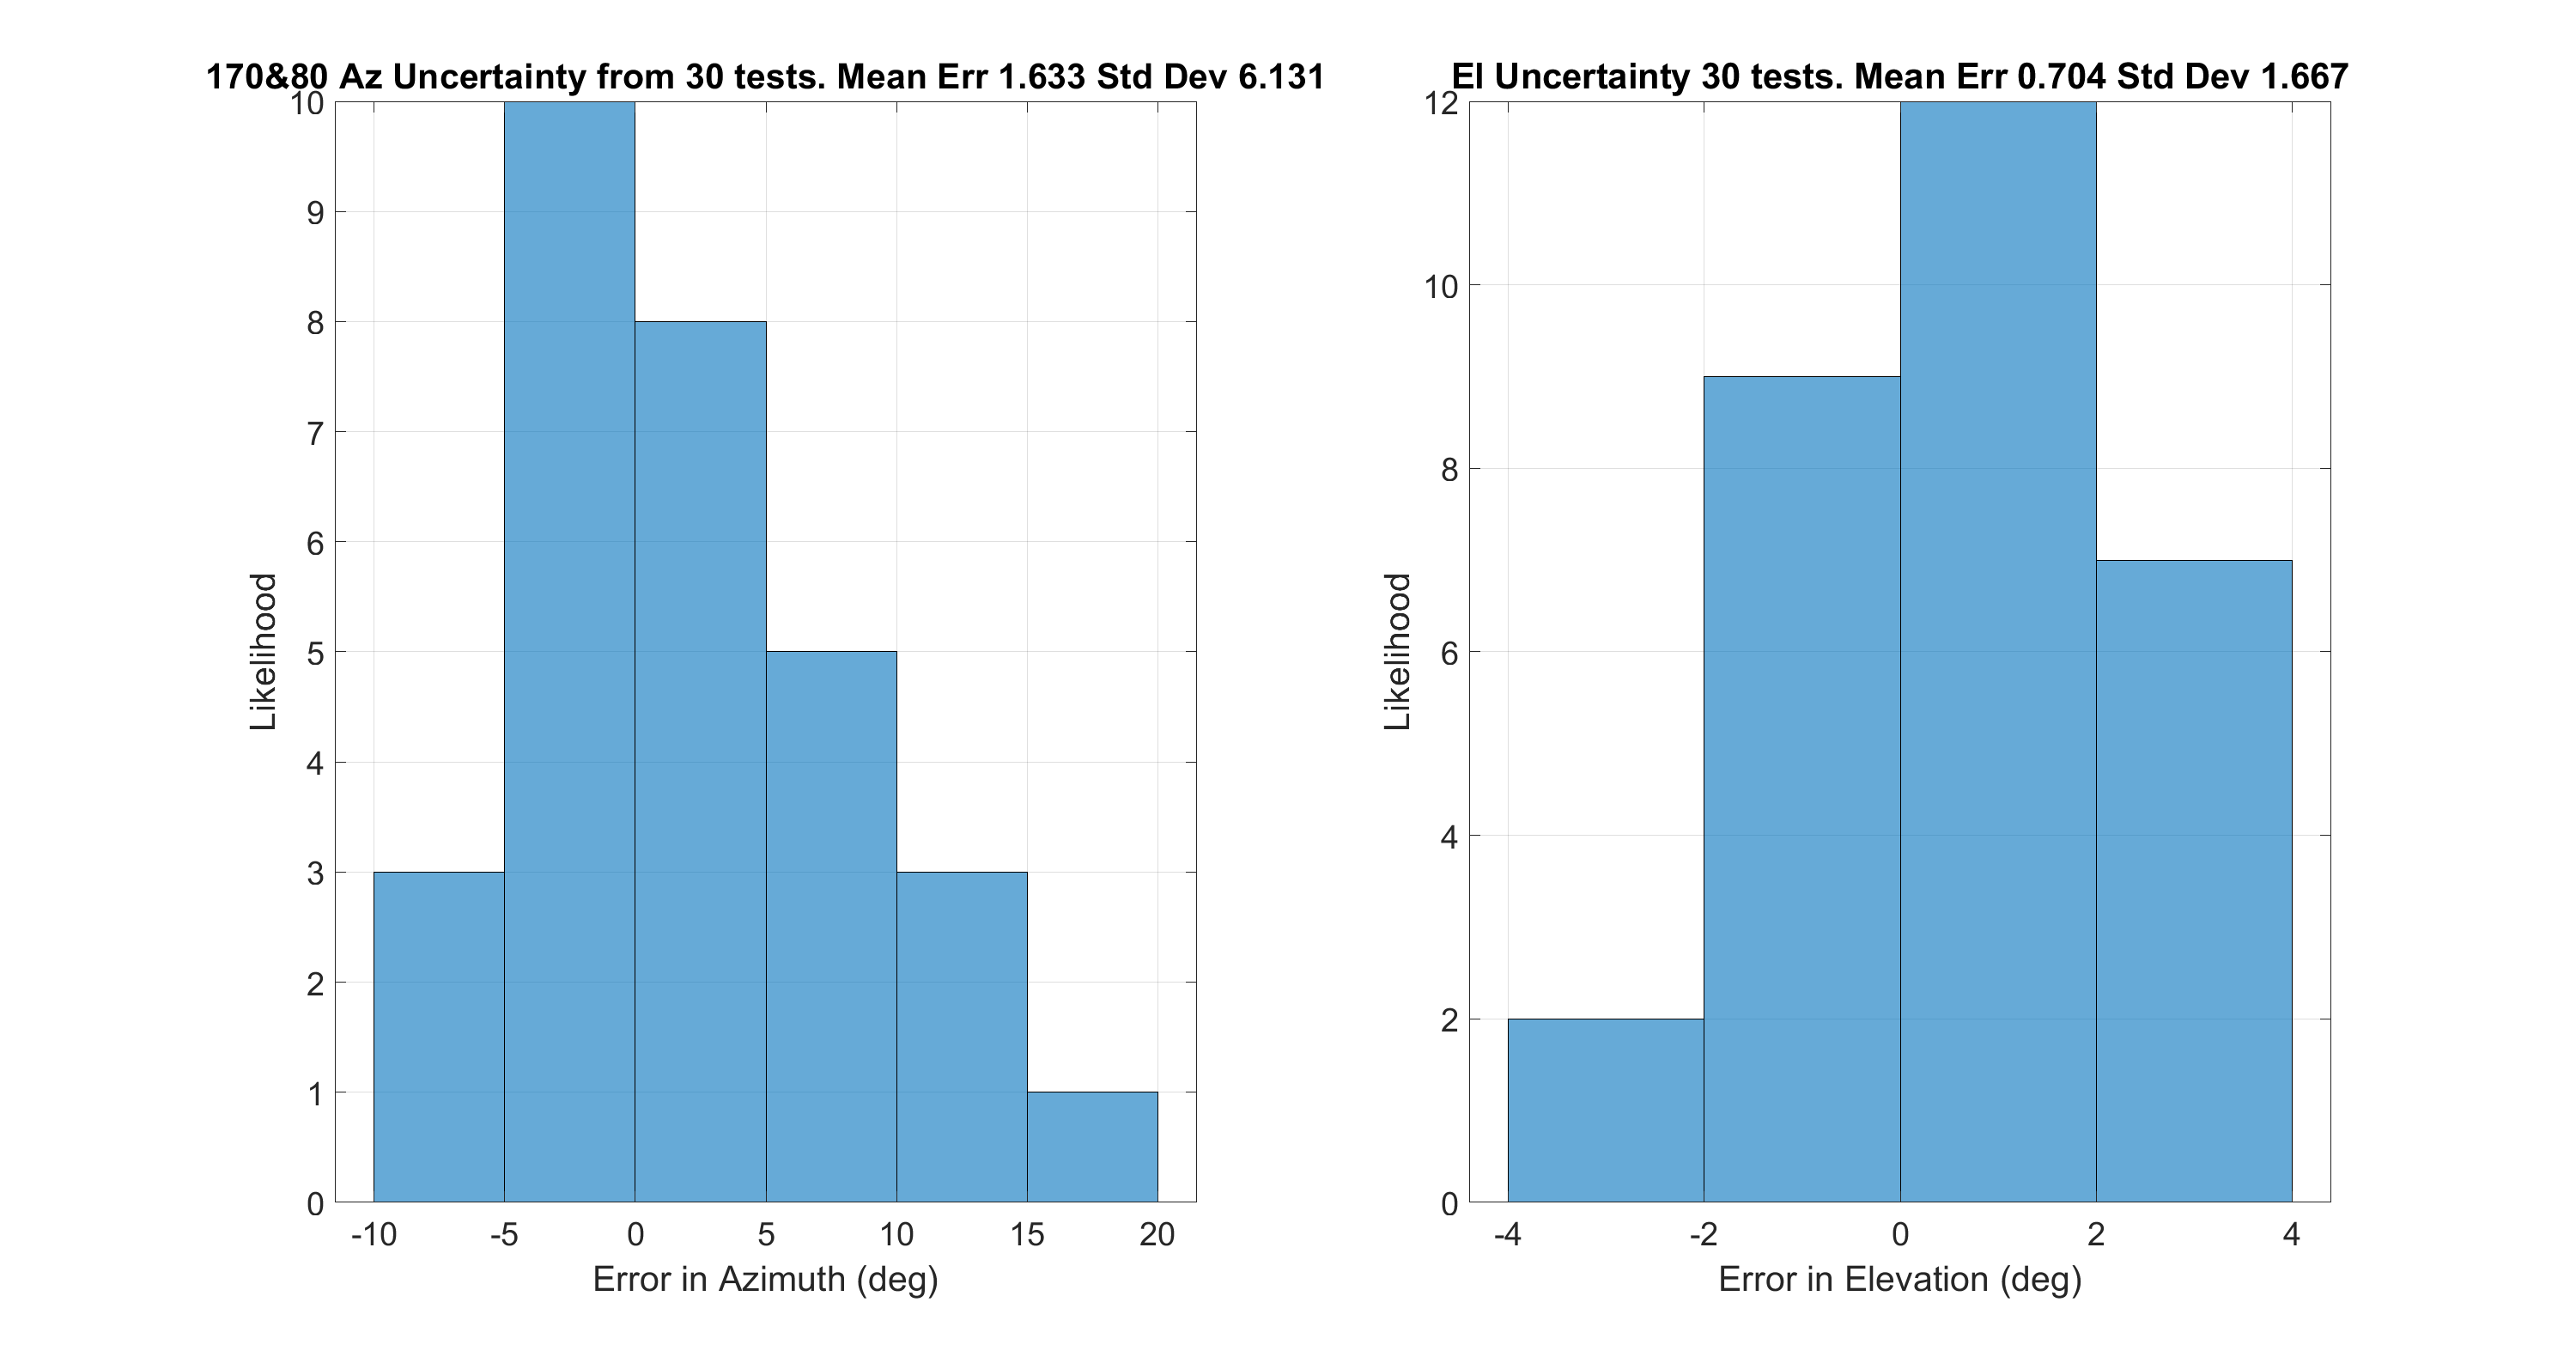 170&80 Az Uncertainty from 30 tests. Mean Err 1.633 Std Dev 6.131
10
9
8
7
6
5
4
3
2
1
0
Likelihood
-10 -5 0 5 10 15 20
Error in Azimuth (deg)
El Uncertainty 30 tests. Mean Err 0.704 Std Dev 1.667
12
10
8
6
4
2
0
Likelihood
-4 -2 0 2 4
Error in Elevation (deg)